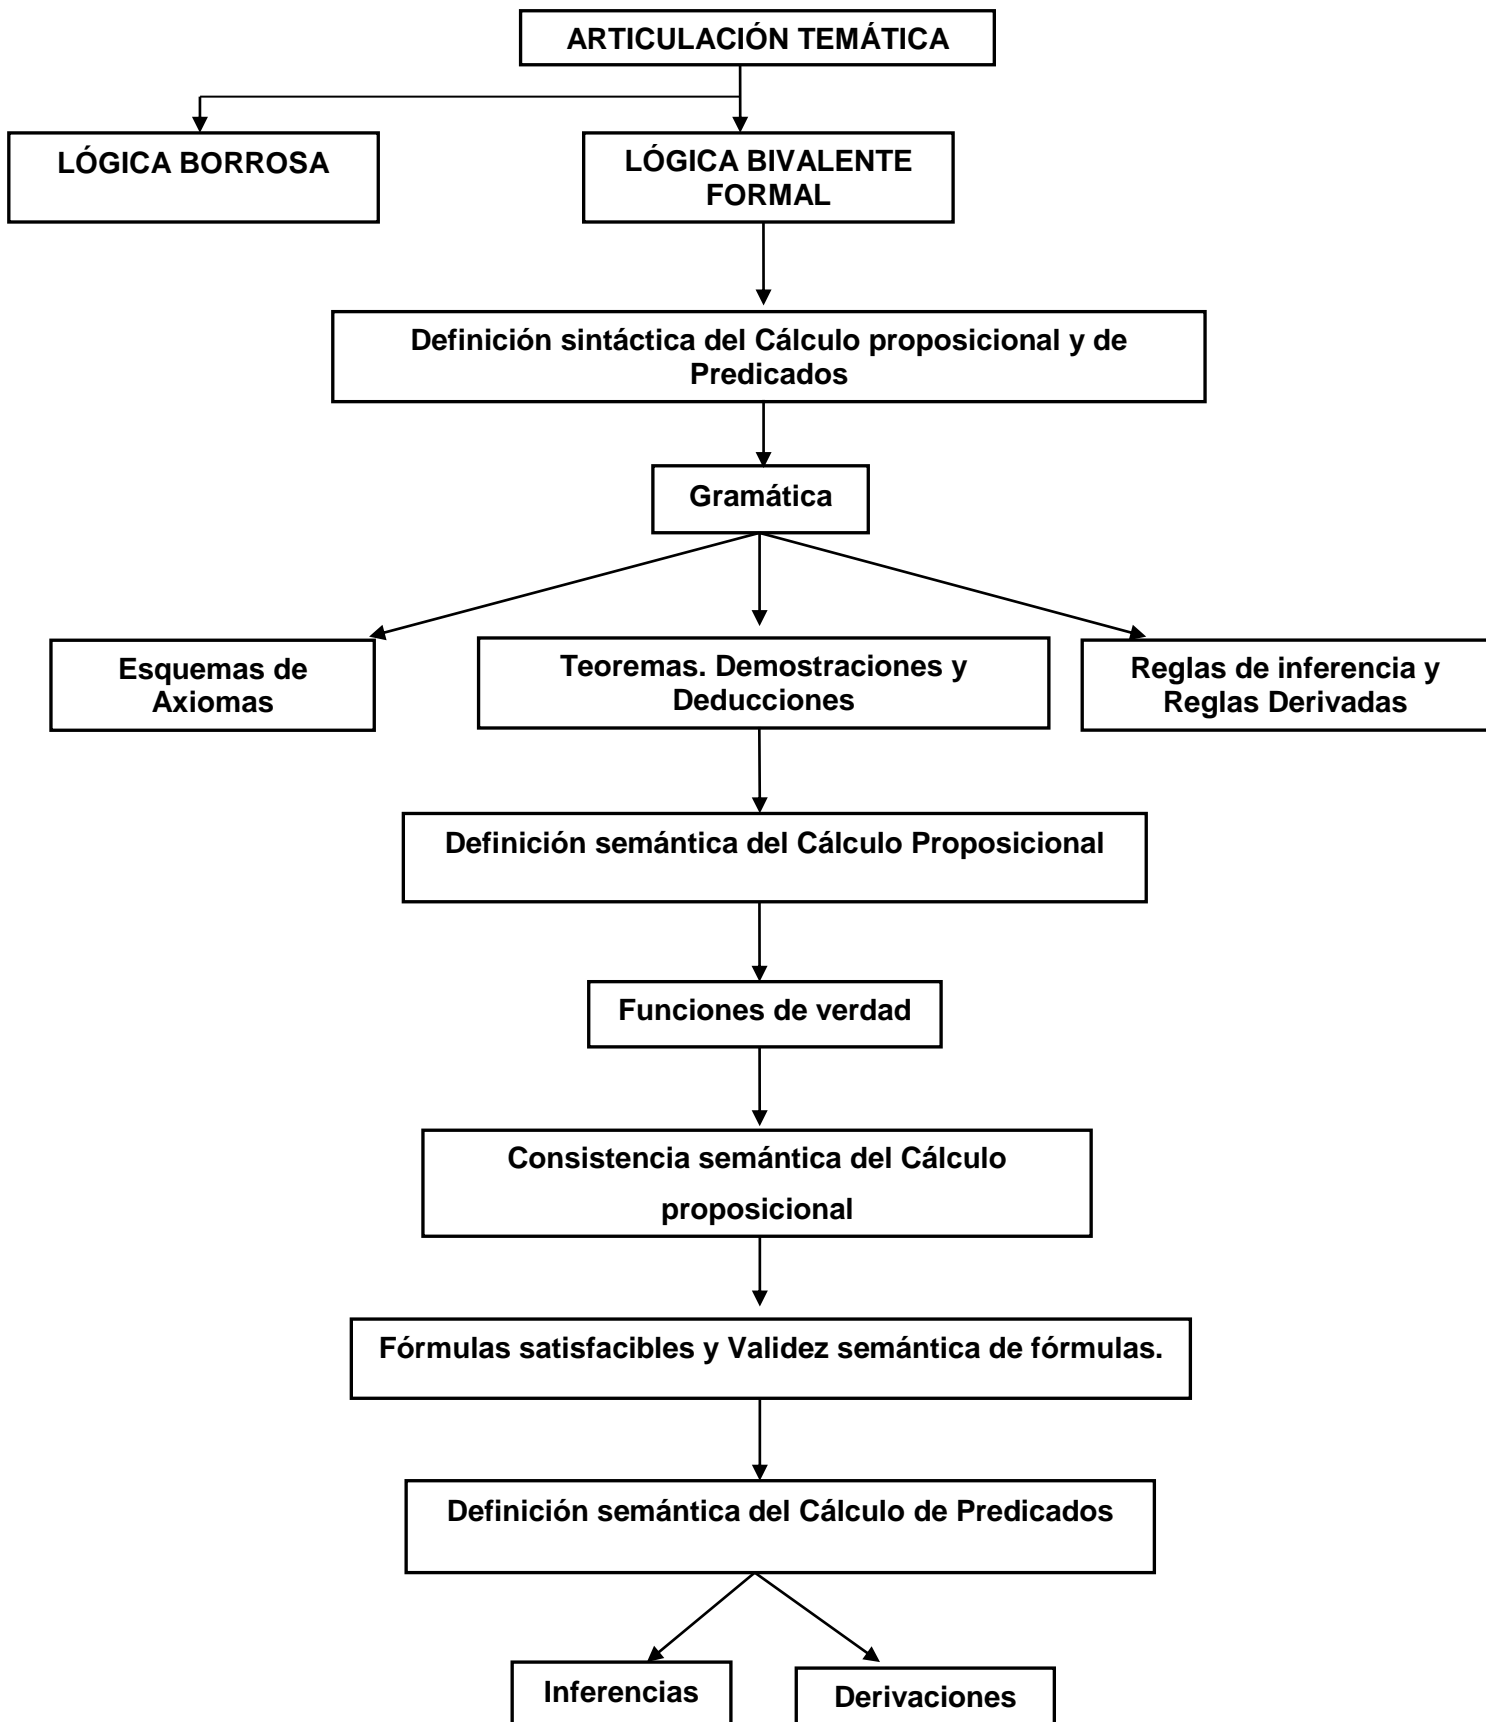 ARTICULACIÓN TEMÁTICA
LÓGICA BORROSA
LÓGICA BIVALENTE
FORMAL
Definición sintáctica del Cálculo proposicional y de
Predicados
Gramática
Esquemas de
Axiomas
Teoremas. Demostraciones y
Deducciones
Reglas de inferencia y
Reglas Derivadas
Definición semántica del Cálculo Proposicional
Funciones de verdad
Consistencia semántica del Cálculo
proposicional
Fórmulas satisfacibles y Validez semántica de fórmulas.
Definición semántica del Cálculo de Predicados
Inferencias
Derivaciones